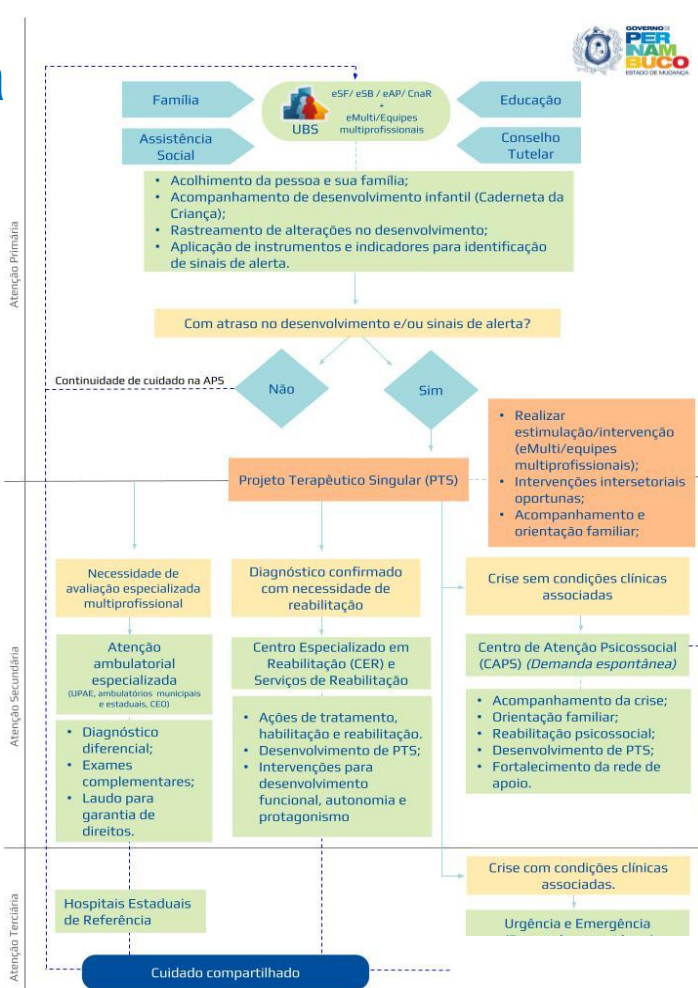 GOVERNO DE
PER
NAM
BUCO
ESTADO DE MUDANÇA
Família
Assistência
Social
UBS
eSF/ eSB / eAP/ CnaR
+
eMulti/Equipes
multiprofissionais
Educação
Conselho
Tutelar
Atenção Primária
• Acolhimento da pessoa e sua família;
• Acompanhamento de desenvolvimento infantil (Caderneta da
Criança);
• Rastreamento de alterações no desenvolvimento;
• Aplicação de instrumentos e indicadores para identificação
de sinais de alerta.
Com atraso no desenvolvimento e/ou sinais de alerta?
Continuidade de cuidado na APS
Não
Sim
• Realizar
estimulação/intervenção
(eMulti/equipes
multiprofissionais);
• Intervenções intersetoriais
oportunas;
• Acompanhamento e
orientação familiar;
Projeto Terapêutico Singular (PTS)
Atenção Secundária
Necessidade de
avaliação especializada
multiprofissional
Atenção
ambulatorial
especializada
(UPAE, ambulatórios municipais
e estaduais, CEO)
• Diagnóstico
diferencial;
• Exames
complementares;
• Laudo para
garantia de
direitos.
Diagnóstico confirmado
com necessidade de
reabilitação
Centro Especializado em
Reabilitação (CER) e
Serviços de Reabilitação
• Ações de tratamento,
habilitação e reabilitação.
• Desenvolvimento de PTS;
• Intervenções para
desenvolvimento
funcional, autonomia e
protagonismo
Crise sem condições clínicas
associadas
Centro de Atenção Psicossocial
(CAPS) (Demanda espontânea)
• Acompanhamento da crise;
• Orientação familiar;
• Reabilitação psicossocial;
• Desenvolvimento de PTS;
• Fortalecimento da rede de
apoio.
Atenção Terciária
Hospitais Estaduais
de Referência
Crise com condições clínicas
associadas.
Urgência e Emergência
Cuidado compartilhado